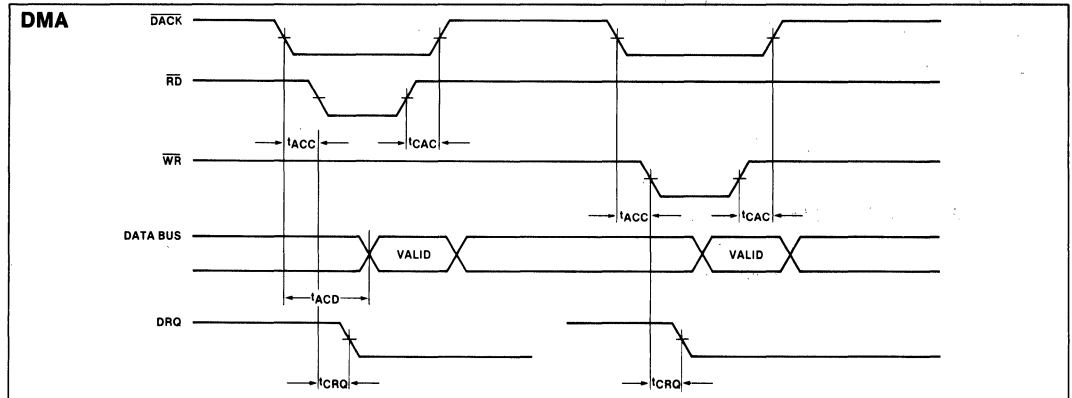 DMA
DACK
RD
tACC
tCAC
WR
tACC
tCAC
DATA BUS
VALID
VALID
tACD
DRQ
tCRQ
tCRQ